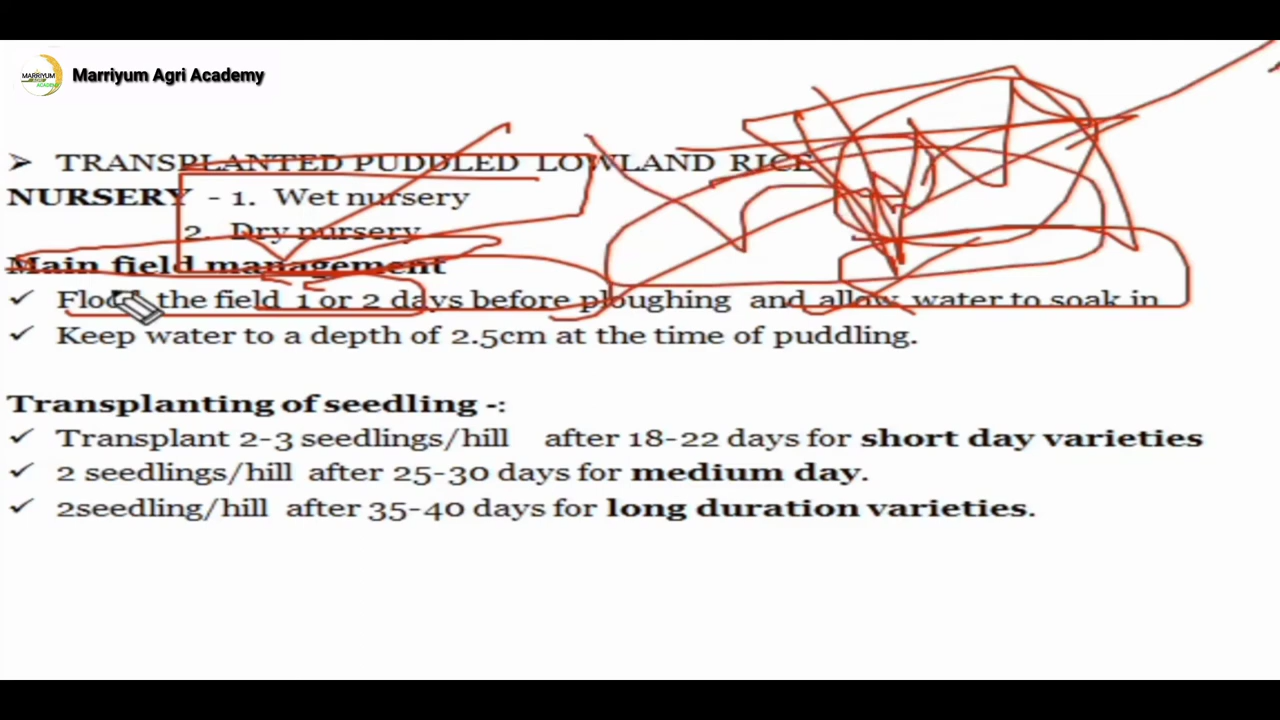 MARRIYUM
ACADEMY
Marriyum Agri Academy
➢ TRANSPLANTED PUDDLED LOWLAND RICE
NURSERY - 1. Wet nursery
2. Dry nursery
Main field management
✓ Flood the field 1 or 2 days before ploughing and allow water to soak in
✓ Keep water to a depth of 2.5cm at the time of puddling.
Transplanting of seedling -:
✓ Transplant 2-3 seedlings/hill after 18-22 days for short day varieties
✓ 2 seedlings/hill after 25-30 days for medium day.
✓ 2seedling/hill after 35-40 days for long duration varieties.